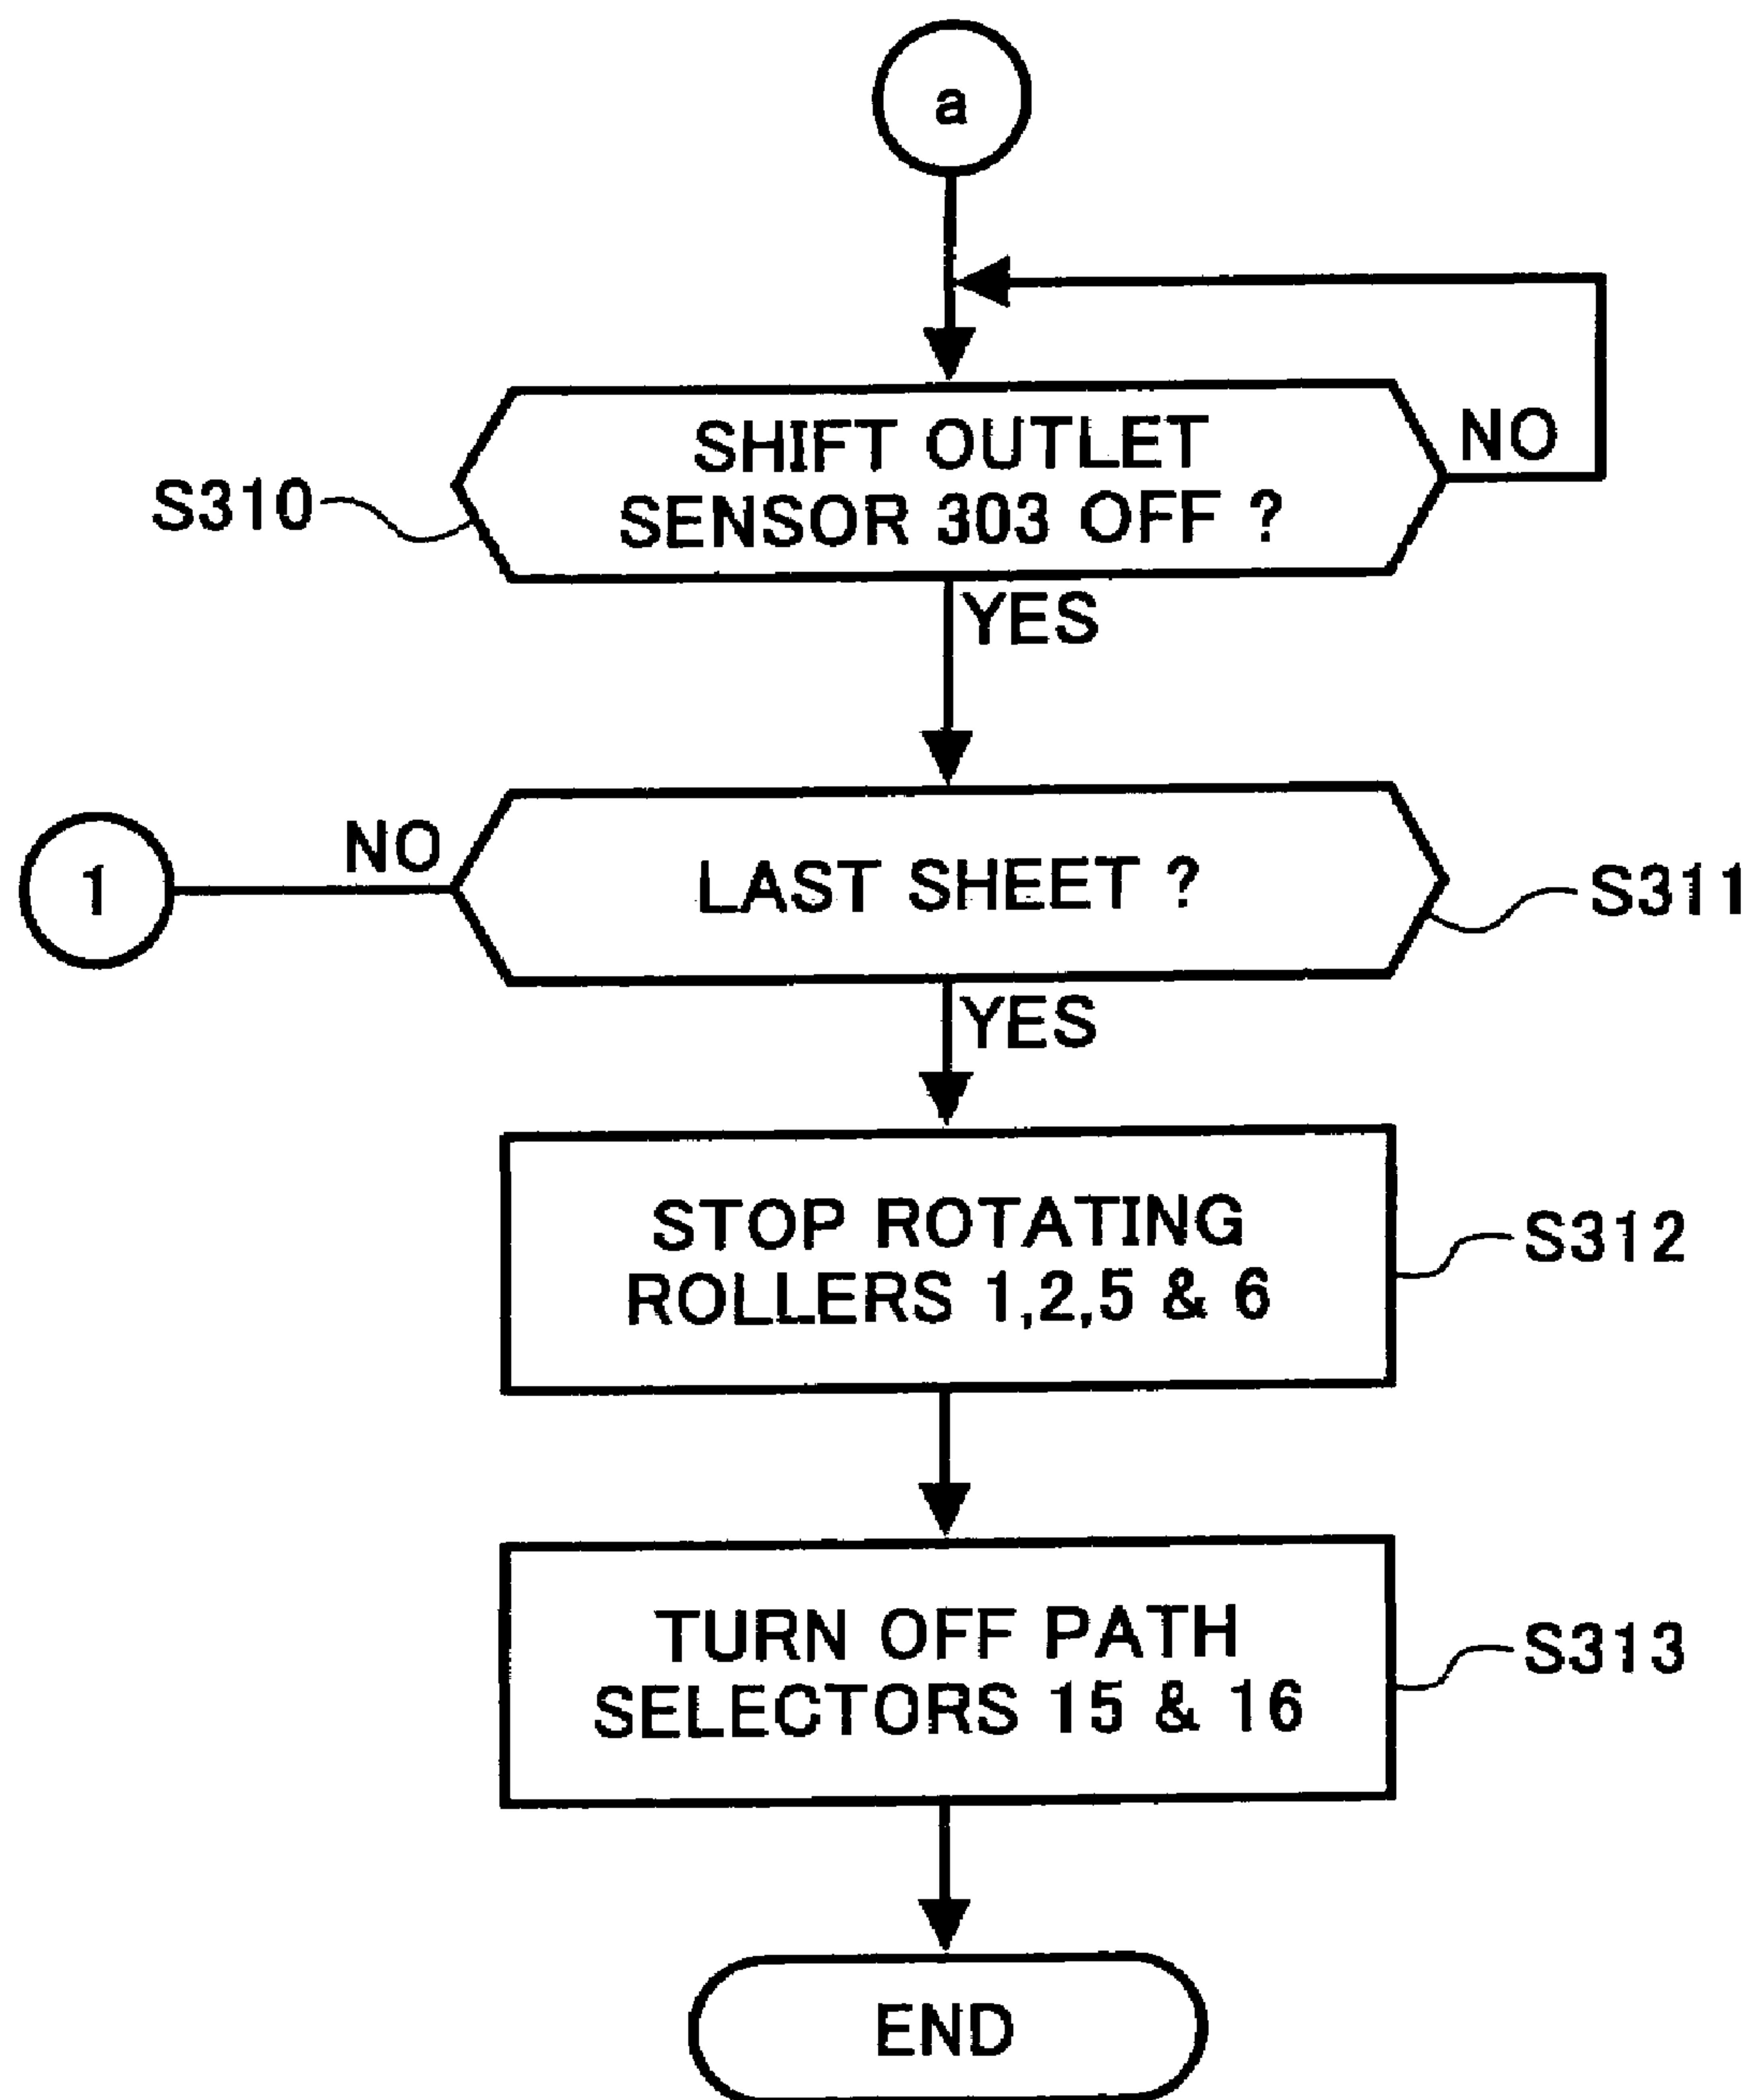 a
SHIFT OUTLET
SENSOR 303 OFF ?
NO
S310
YES
1
NO
LAST SHEET ?
S311
YES
STOP ROTATING
ROLLERS 1,2,5 & 6
S312
TURN OFF PATH
SELECTORS 15 & 16
S313
END